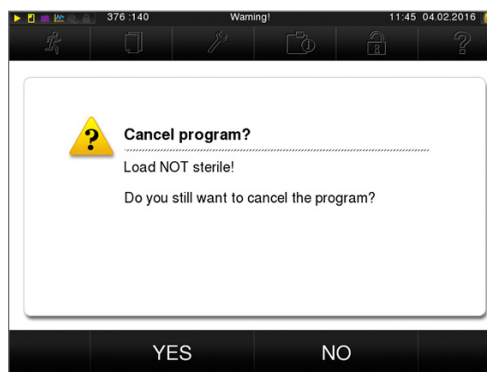 376 :140 Warning! 11:45 04.02.2016
Cancel program?
Load NOT sterile!
Do you still want to cancel the program?
YES NO